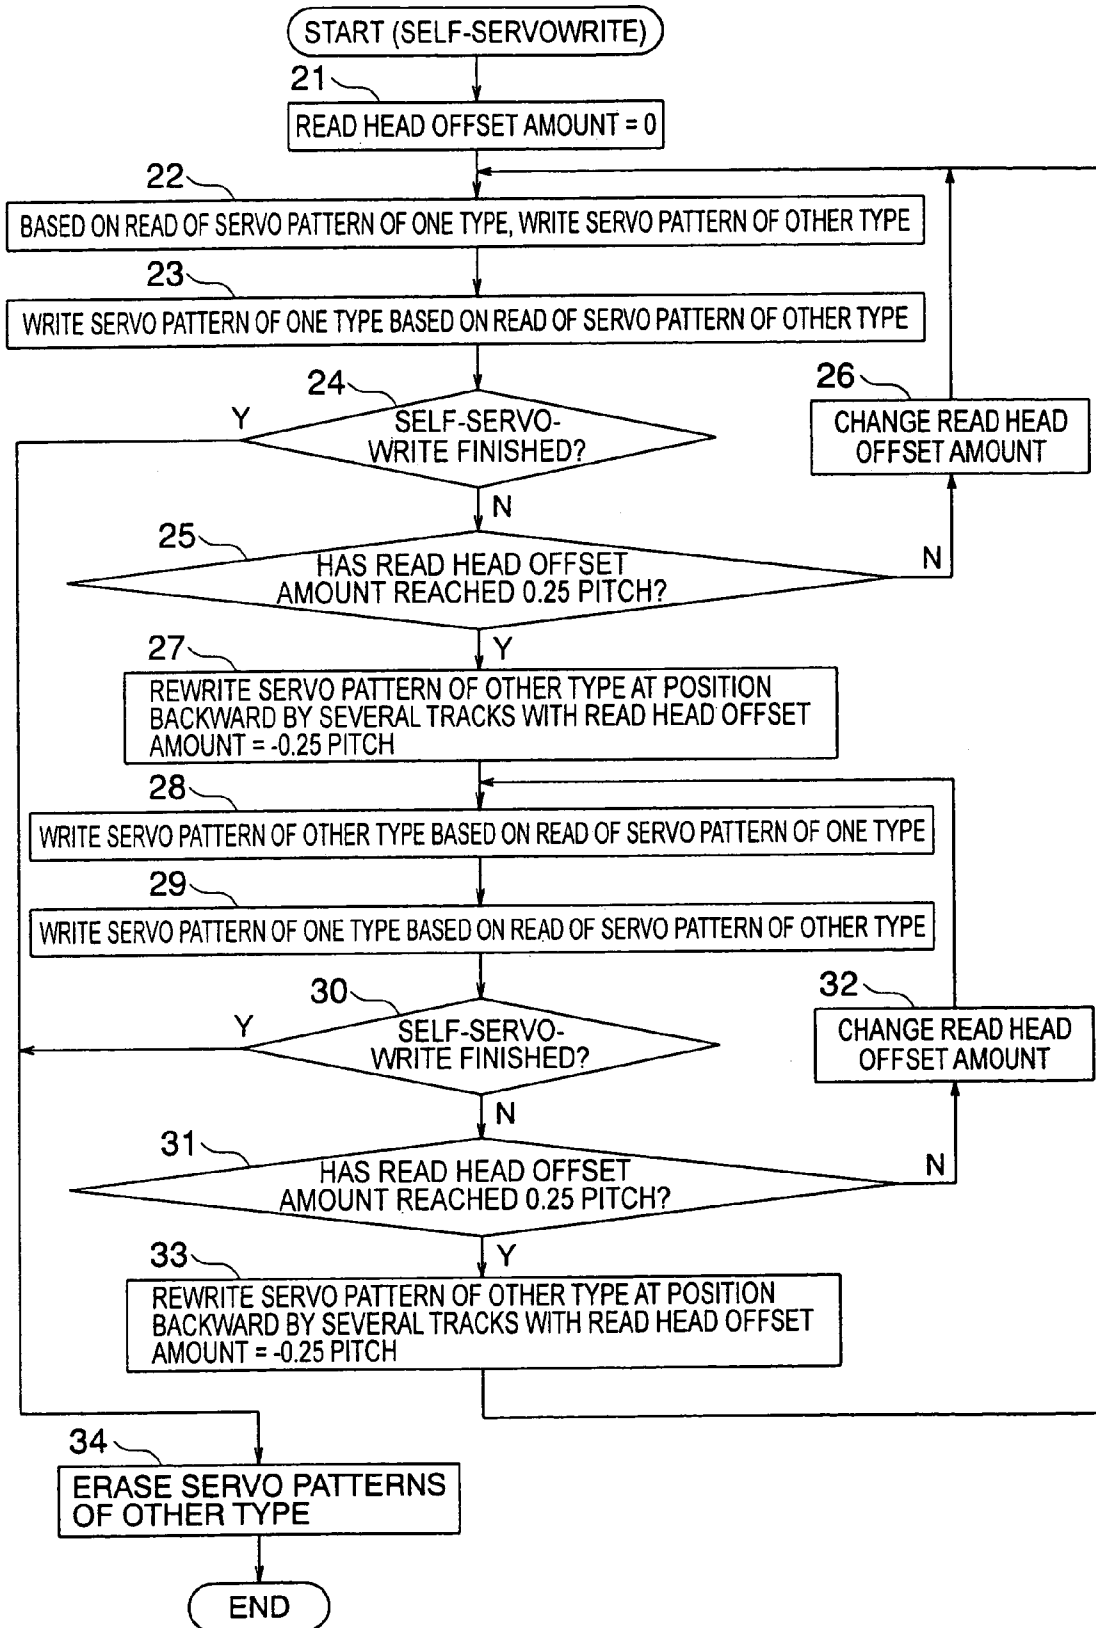 START (SELF-SERVOWRITE)
21
READ HEAD OFFSET AMOUNT = 0
22
BASED ON READ OF SERVO PATTERN OF ONE TYPE, WRITE SERVO PATTERN OF OTHER TYPE
23
WRITE SERVO PATTERN OF ONE TYPE BASED ON READ OF SERVO PATTERN OF OTHER TYPE
24
Y
SELF-SERVO-
WRITE FINISHED?
26
CHANGE READ HEAD
OFFSET AMOUNT
N
25
HAS READ HEAD OFFSET
AMOUNT REACHED 0.25 PITCH?
N
Y
27
REWRITE SERVO PATTERN OF OTHER TYPE AT POSITION
BACKWARD BY SEVERAL TRACKS WITH READ HEAD OFFSET
AMOUNT = -0.25 PITCH
28
WRITE SERVO PATTERN OF OTHER TYPE BASED ON READ OF SERVO PATTERN OF ONE TYPE
29
WRITE SERVO PATTERN OF ONE TYPE BASED ON READ OF SERVO PATTERN OF OTHER TYPE
30
Y
SELF-SERVO-
WRITE FINISHED?
32
CHANGE READ HEAD
OFFSET AMOUNT
N
31
HAS READ HEAD OFFSET
AMOUNT REACHED 0.25 PITCH?
N
Y
33
REWRITE SERVO PATTERN OF OTHER TYPE AT POSITION
BACKWARD BY SEVERAL TRACKS WITH READ HEAD OFFSET
AMOUNT = -0.25 PITCH
34
ERASE SERVO PATTERNS
OF OTHER TYPE
END